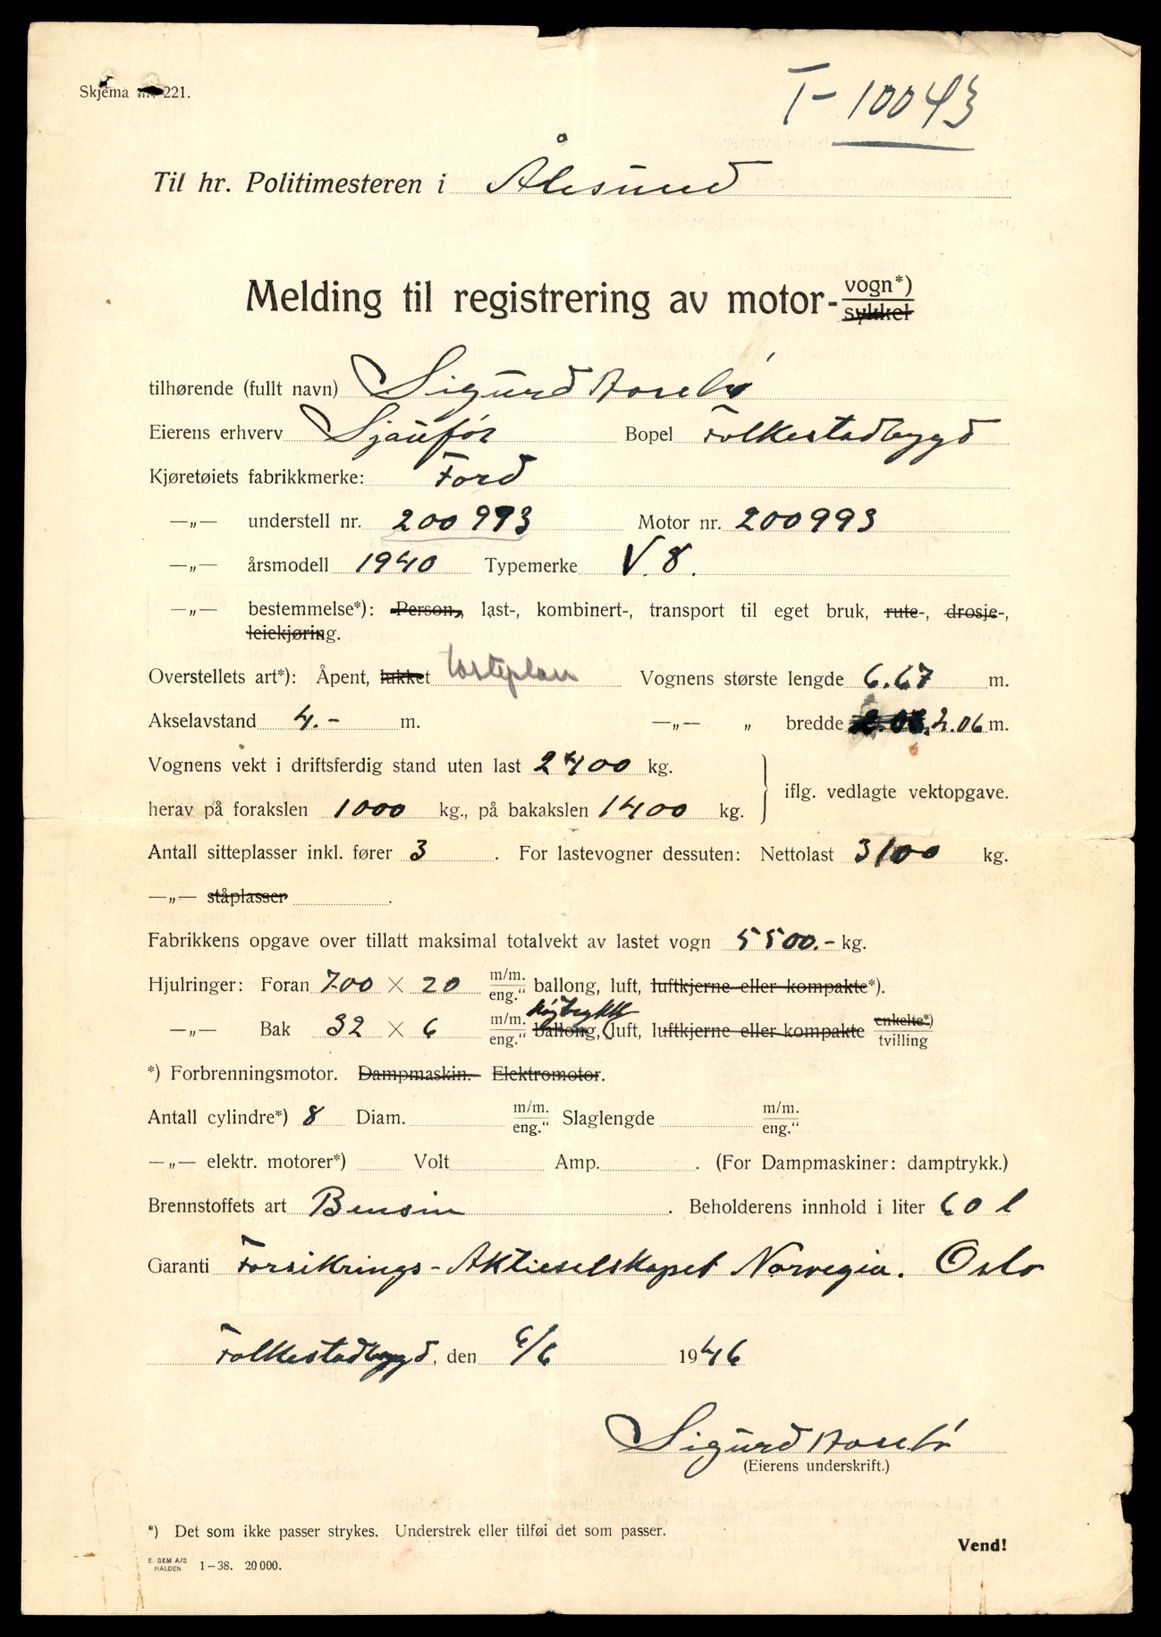 Skjema nr. 221.
T-10043
Til hr. Politimesteren i Ålesund
Melding til registrering av motor- vogn*)
sykkel
tilhørende (fullt navn) Sigurd Aasebø
Eierens erhverv Sjåuför Bopel Folkestadbygd
Kjøretøiets fabrikkmerke: Ford
—„— understell nr. 200993 Motor nr. 200993
—„— årsmodell 1940 Typemerke V.8.
—„— bestemmelse*): Person-, last-, kombinert-, transport til eget bruk, rute-, drosje-,
leiekjøring.
Overstellets art*): Åpent, lukket lasteplan Vognens største lengde 6.67 m.
Akselavstand 4.- m. —„— „ bredde 2.06 m.
Vognens vekt i driftsferdig stand uten last 2400 kg.
herav på forakslen 1000 kg., på bakakslen 1400 kg.
iflg. vedlagte vektopgave.
Antall sitteplasser inkl. fører 3 . For lastevogner dessuten: Nettolast 3100 kg.
—„— ståplasser .
Fabrikkens opgave over tillatt maksimal totalvekt av lastet vogn 5500.- kg.
Hjulringer: Foran 700 × 20 m/m. eng.“ ballong, luft, luftkjerne eller kompakte*).
høitrykk
—„— Bak 32 × 6 m/m. eng.“ ballong, luft, luftkjerne eller kompakte enkelte*) tvilling
*) Forbrenningsmotor. Dampmaskin. Elektromotor.
Antall cylindre*) 8 Diam. m/m. eng.“ Slaglengde m/m. eng.“
—„— elektr. motorer*) Volt Amp. . (For Dampmaskiner: damptrykk.)
Brennstoffets art Bensin . Beholderens innhold i liter 60 l
Garanti Forsikrings-Aktieselskapet Norvegia. Oslo
Folkestadbygd, den 6/6 1946
Sigurd Aasebø
(Eierens underskrift.)
*) Det som ikke passer strykes. Understrek eller tilføi det som passer.
Vend!
E. SEM A/S
HALDEN 1-38. 20 000.